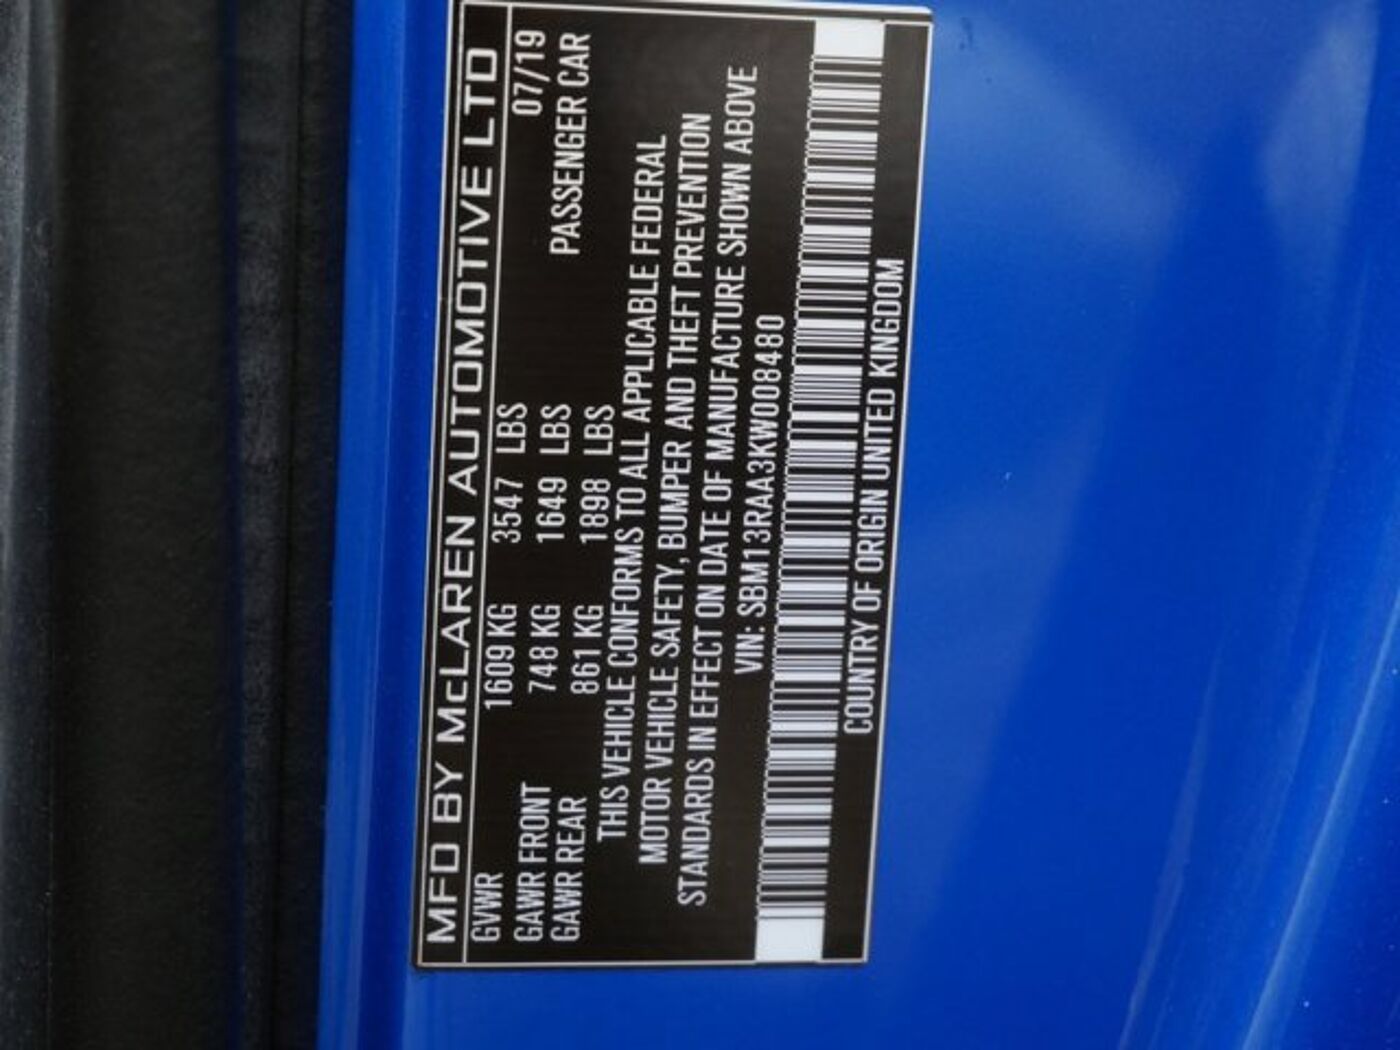 MFD BY McLAREN AUTOMOTIVE LTD
GVWR 1609 KG 3547 LBS 07/19
GAWR FRONT 748 KG 1649 LBS PASSENGER CAR
GAWR REAR 861 KG 1898 LBS
THIS VEHICLE CONFORMS TO ALL APPLICABLE FEDERAL
MOTOR VEHICLE SAFETY, BUMPER AND THEFT PREVENTION
STANDARDS IN EFFECT ON DATE OF MANUFACTURE SHOWN ABOVE
VIN: SBM13RAA3KW008480
COUNTRY OF ORIGIN UNITED KINGDOM